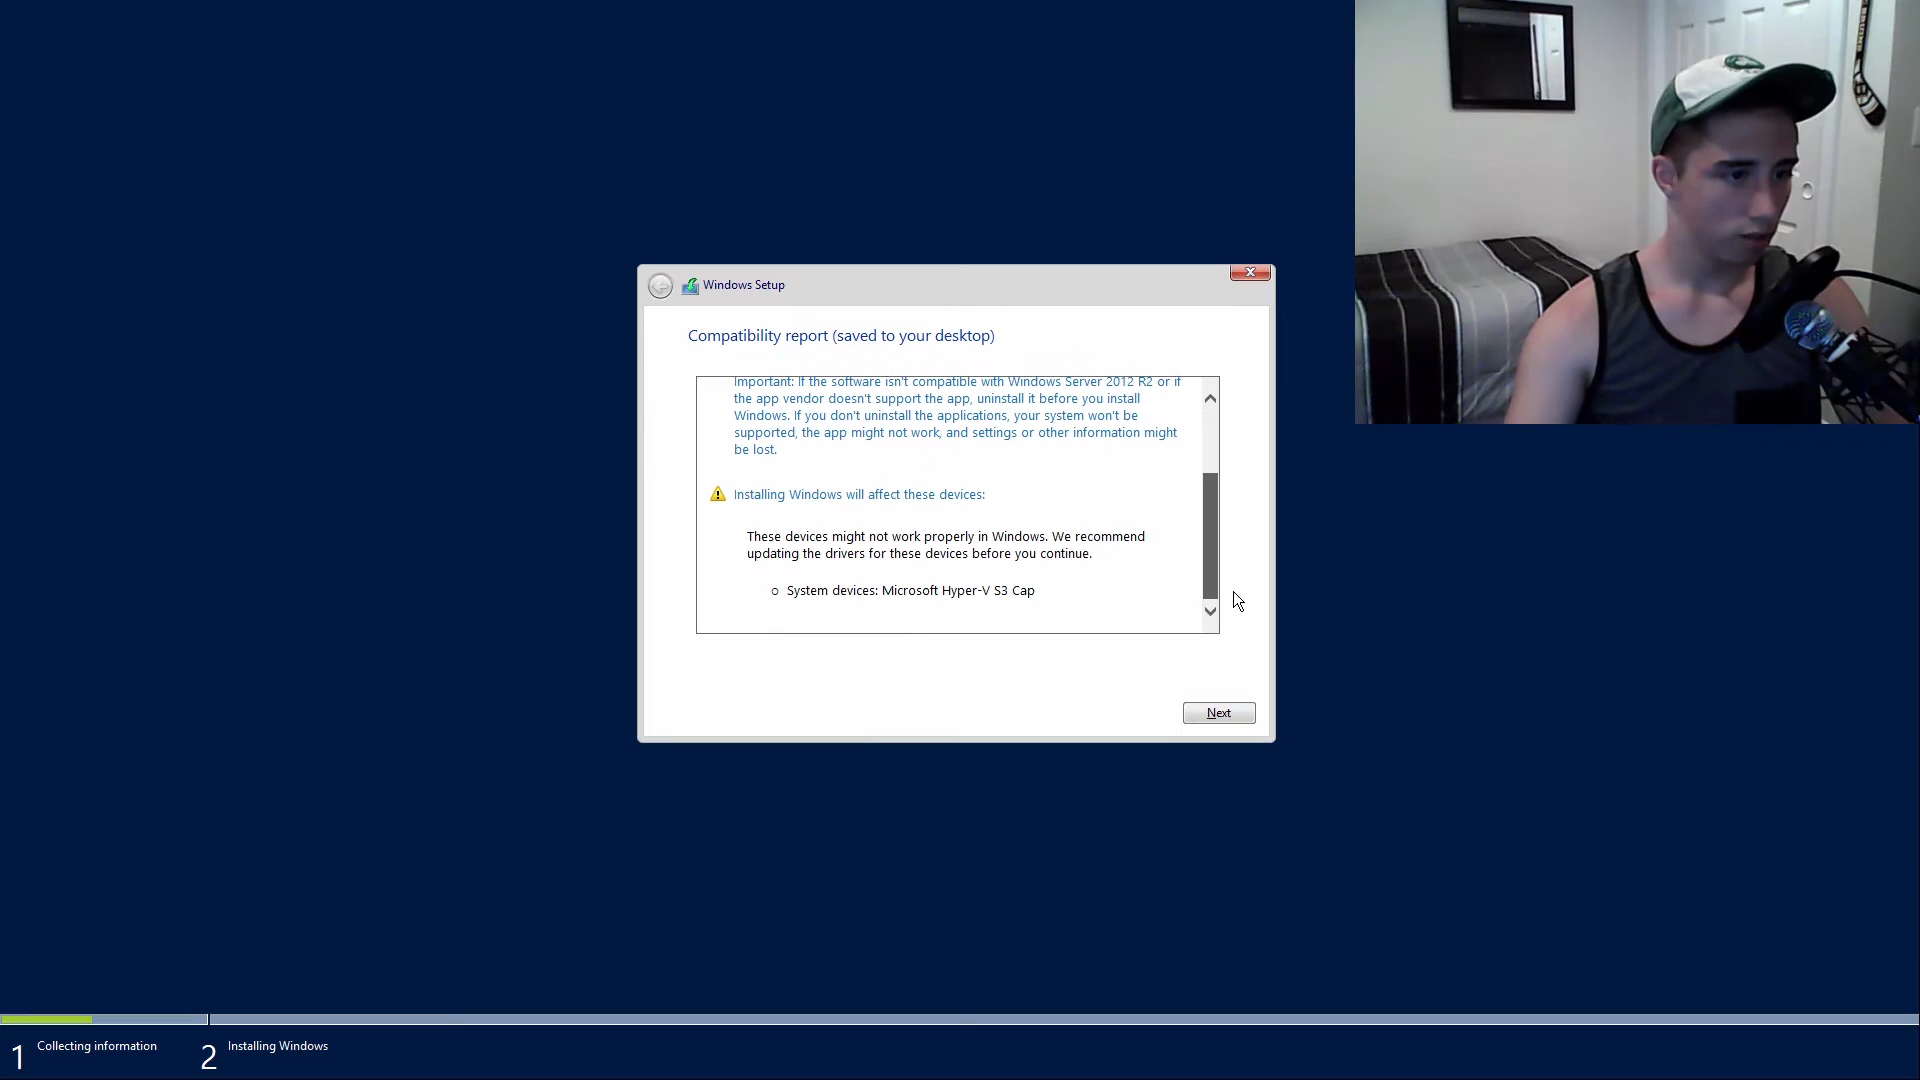 Windows Setup
Compatibility report (saved to your desktop)
Important: If the software isn't compatible with Windows Server 2012 R2 or if
the app vendor doesn't support the app, uninstall it before you install
Windows. If you don't uninstall the applications, your system won't be
supported, the app might not work, and settings or other information might
be lost.
Installing Windows will affect these devices:
These devices might not work properly in Windows. We recommend
updating the drivers for these devices before you continue.
System devices: Microsoft Hyper-V S3 Cap
Next
1 Collecting information
2 Installing Windows